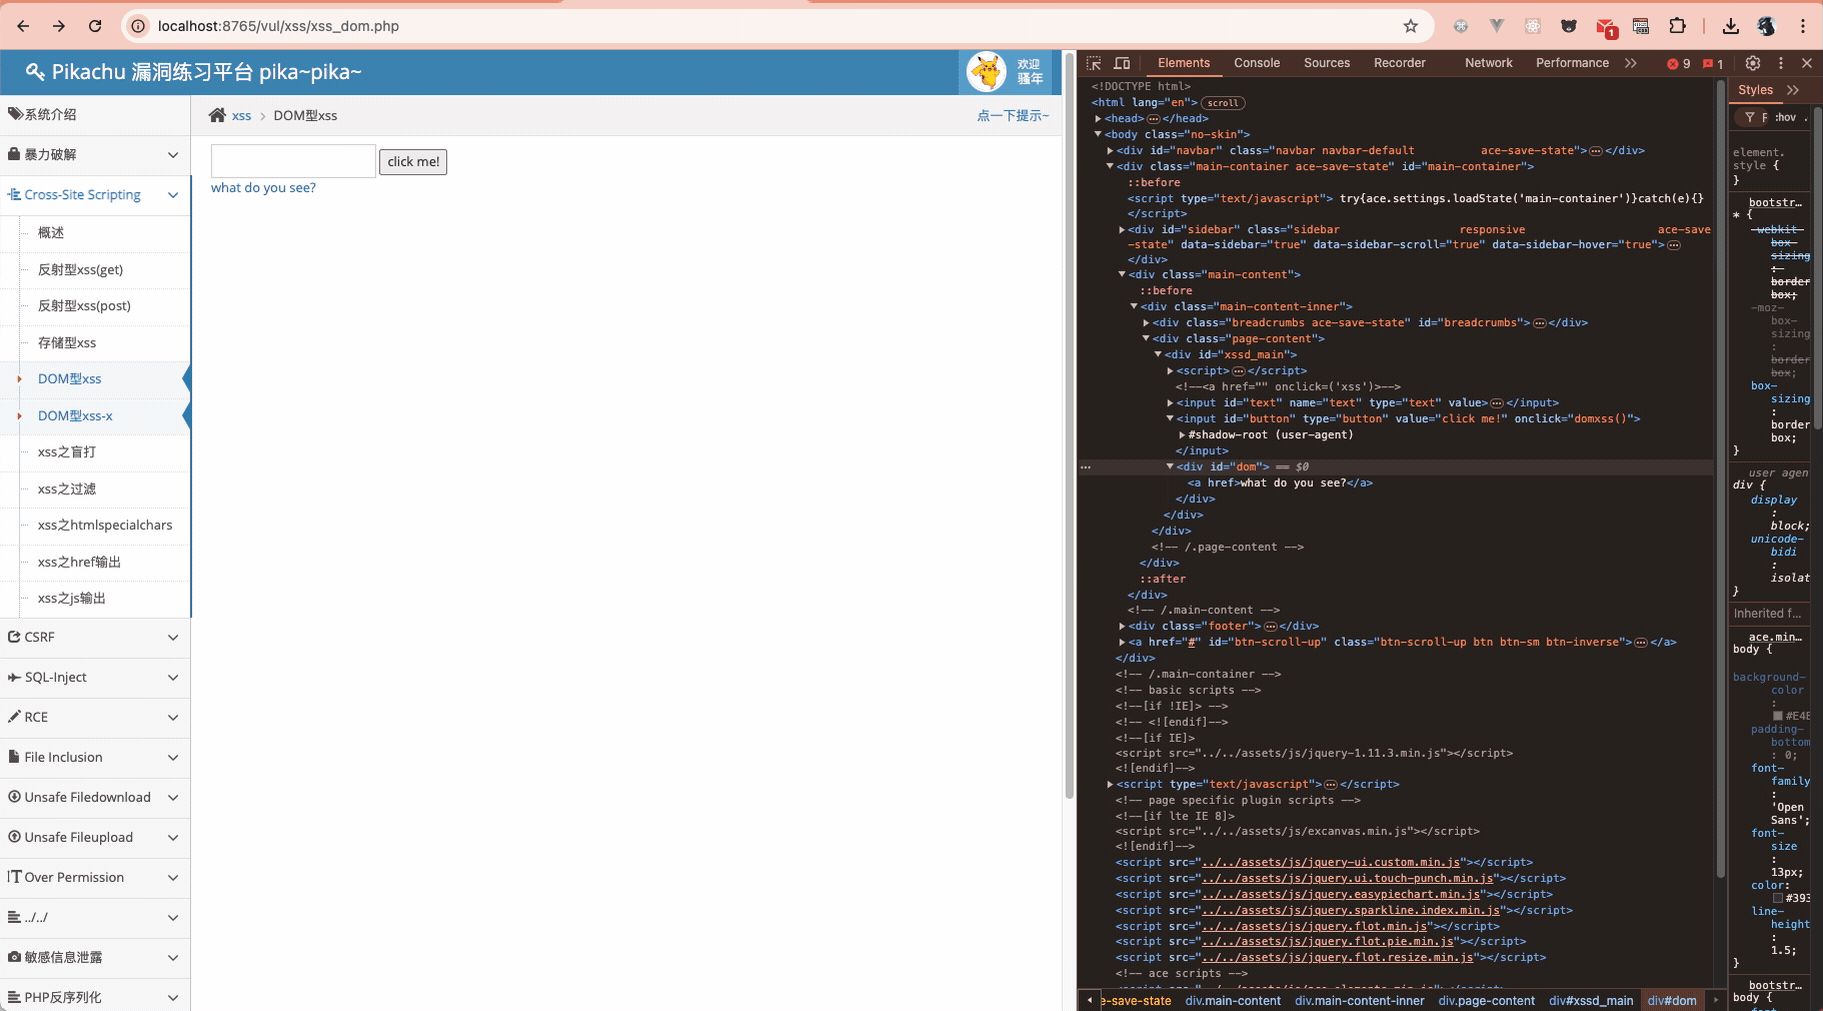 localhost:8765/vul/xss/xss_dom.php
1
Pikachu 漏洞练习平台 pika~pika~
欢迎
骚年
系统介绍
暴力破解
Cross-Site Scripting
概述
反射型xss(get)
反射型xss(post)
存储型xss
DOM型xss
DOM型xss-x
xss之盲打
xss之过滤
xss之htmlspecialchars
xss之href输出
xss之js输出
CSRF
SQL-Inject
RCE
File Inclusion
Unsafe Filedownload
Unsafe Fileupload
Over Permission
../../
敏感信息泄露
PHP反序列化
xss > DOM型xss
点一下提示~
click me!
what do you see?
Elements Console Sources Recorder Network Performance 9 1
<!DOCTYPE html>
<html lang="en"> scroll
<head>…</head>
<body class="no-skin">
<div id="navbar" class="navbar navbar-default ace-save-state">…</div>
<div class="main-container ace-save-state" id="main-container">
::before
<script type="text/javascript"> try{ace.settings.loadState('main-container')}catch(e){}
</script>
<div id="sidebar" class="sidebar responsive ace-save
-state" data-sidebar="true" data-sidebar-scroll="true" data-sidebar-hover="true">…
</div>
<div class="main-content">
::before
<div class="main-content-inner">
<div class="breadcrumbs ace-save-state" id="breadcrumbs">…</div>
<div class="page-content">
<div id="xssd_main">
<script>…</script>
<!--<a href="" onclick=('xss')>-->
<input id="text" name="text" type="text" value>…</input>
<input id="button" type="button" value="click me!" onclick="domxss()">
#shadow-root (user-agent)
</input>
… <div id="dom"> == $0
<a href>what do you see?</a>
</div>
</div>
</div>
<!-- /.page-content -->
</div>
::after
</div>
<!-- /.main-content -->
<div class="footer">…</div>
<a href="#" id="btn-scroll-up" class="btn-scroll-up btn btn-sm btn-inverse">…</a>
</div>
<!-- /.main-container -->
<!-- basic scripts -->
<!--[if !IE]> -->
<!-- <![endif]-->
<!--[if IE]>
<script src="../../assets/js/jquery-1.11.3.min.js"></script>
<![endif]-->
<script type="text/javascript">…</script>
<!-- page specific plugin scripts -->
<!--[if lte IE 8]>
<script src="../../assets/js/excanvas.min.js"></script>
<![endif]-->
<script src="../../assets/js/jquery-ui.custom.min.js"></script>
<script src="../../assets/js/jquery.ui.touch-punch.min.js"></script>
<script src="../../assets/js/jquery.easypiechart.min.js"></script>
<script src="../../assets/js/jquery.sparkline.index.min.js"></script>
<script src="../../assets/js/jquery.flot.min.js"></script>
<script src="../../assets/js/jquery.flot.pie.min.js"></script>
<script src="../../assets/js/jquery.flot.resize.min.js"></script>
<!-- ace scripts -->
e-save-state div.main-content div.main-content-inner div.page-content div#xssd_main div#dom
Styles
F :hov .
element.
style {
}
bootstr…
* {
-webkit-
box-
sizing
:
border-
box;
-moz-
box-
sizing
:
border-
box;
box-
sizing
:
border-
box;
}
user agen
div {
display
:
block;
unicode-
bidi
:
isolat
}
Inherited f…
ace.min…
body {
background-
color
:
#E4E
padding-
bottom
: 0;
font-
family
:
'Open
Sans';
font-
size
:
13px;
color:
#393
line-
height
:
1.5;
}
bootstr…
body {